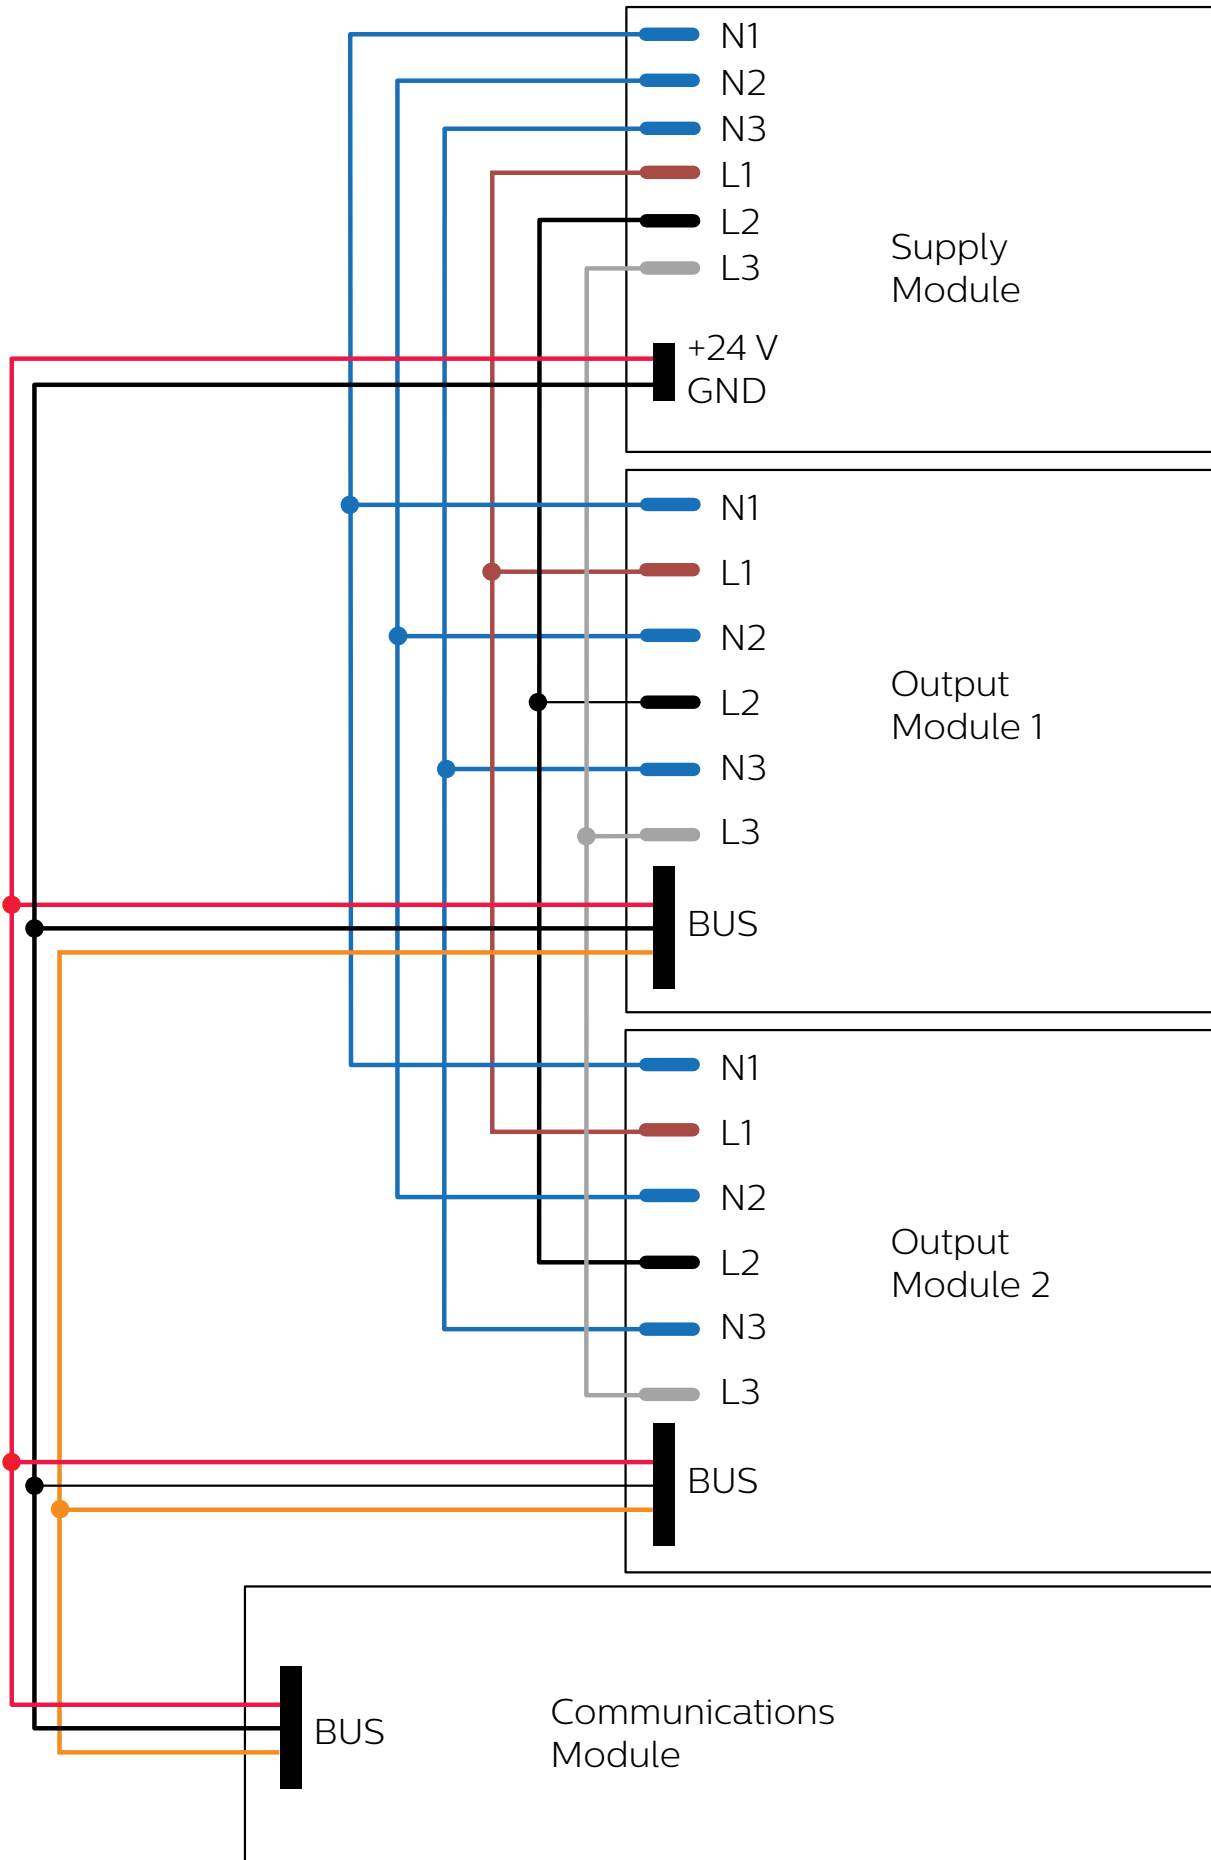 N1
N2
N3
L1
L2
L3
Supply
Module
+24 V
GND
N1
L1
N2
L2
N3
L3
Output
Module 1
BUS
N1
L1
N2
L2
N3
L3
Output
Module 2
BUS
BUS
Communications
Module